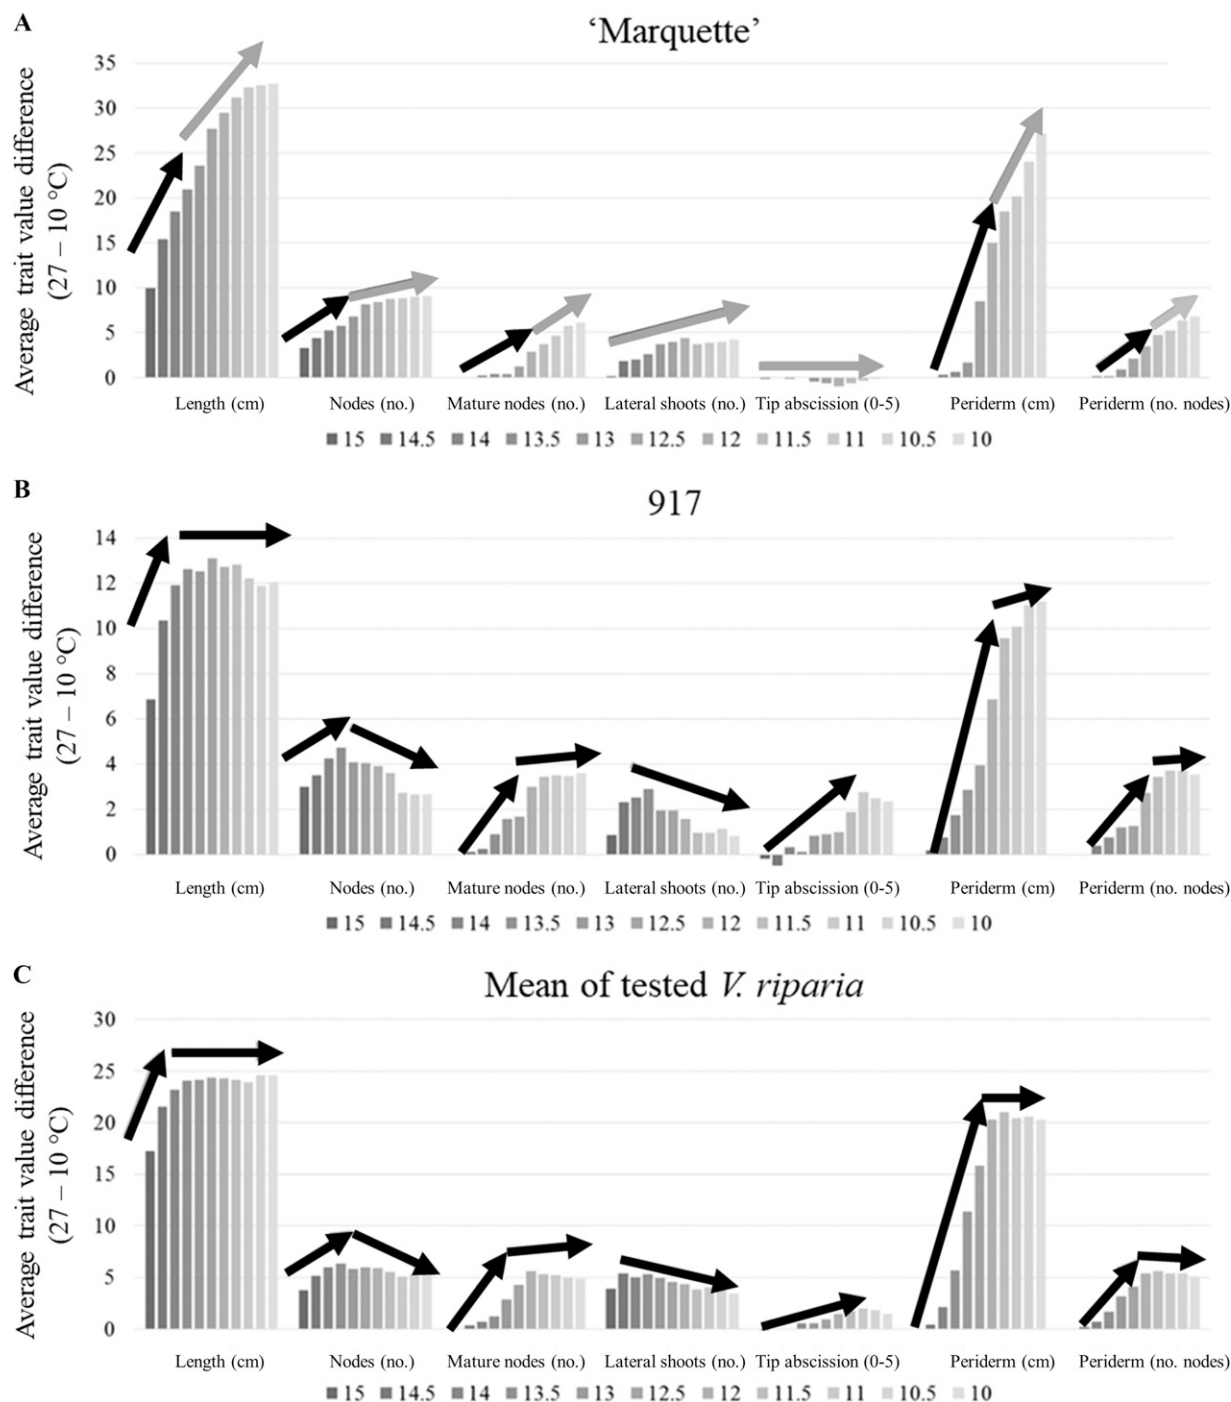 A
‘Marquette’
Average trait value difference
(27 – 10 °C)
35
30
25
20
15
10
5
0
Length (cm) Nodes (no.) Mature nodes (no.) Lateral shoots (no.) Tip abscission (0-5) Periderm (cm) Periderm (no. nodes)
15 14.5 14 13.5 13 12.5 12 11.5 11 10.5 10
B
917
Average trait value difference
(27 – 10 °C)
14
12
10
8
6
4
2
0
Length (cm) Nodes (no.) Mature nodes (no.) Lateral shoots (no.) Tip abscission (0-5) Periderm (cm) Periderm (no. nodes)
15 14.5 14 13.5 13 12.5 12 11.5 11 10.5 10
C
Mean of tested V. riparia
Average trait value difference
(27 – 10 °C)
30
25
20
15
10
5
0
Length (cm) Nodes (no.) Mature nodes (no.) Lateral shoots (no.) Tip abscission (0-5) Periderm (cm) Periderm (no. nodes)
15 14.5 14 13.5 13 12.5 12 11.5 11 10.5 10